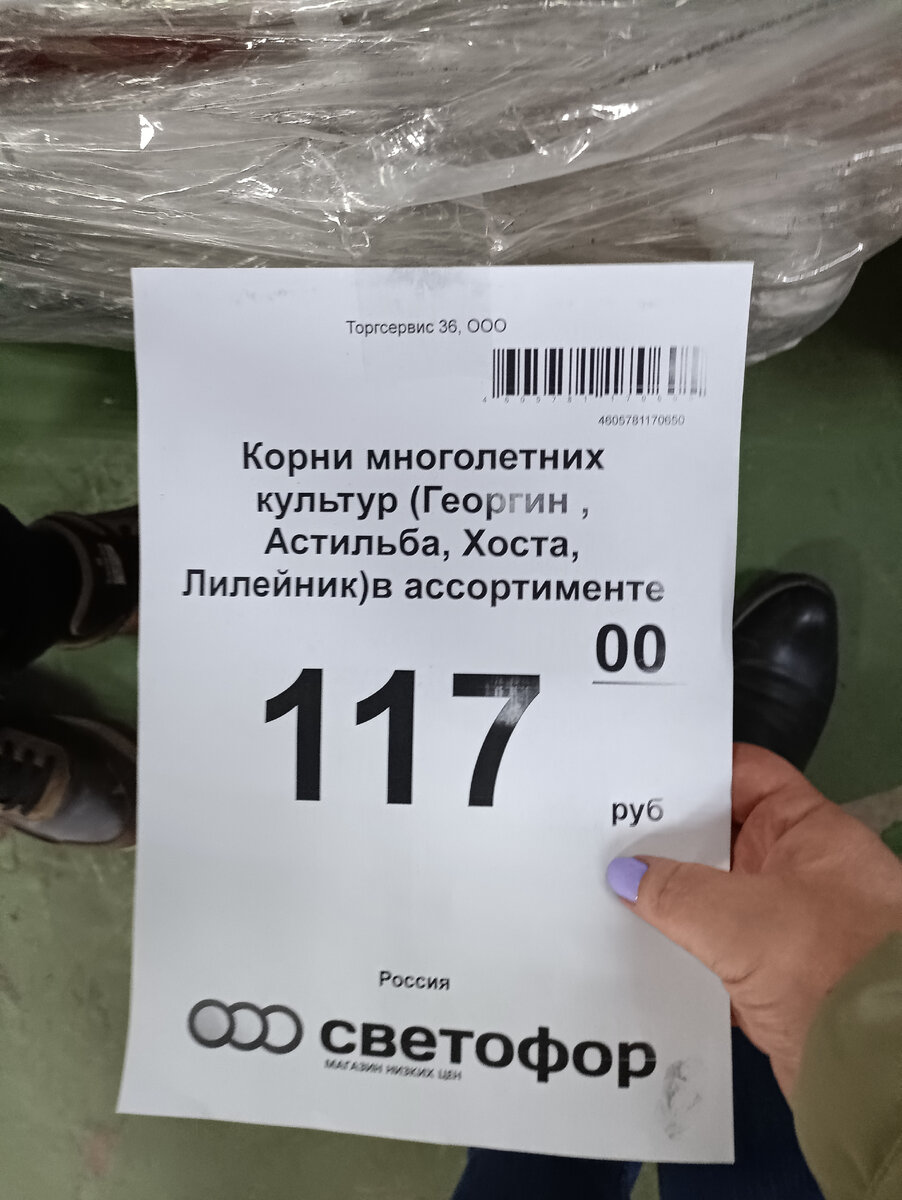 Торгсервис 36, ООО
4605781170650
Корни многолетних
культур (Георгин ,
Астильба, Хоста,
Лилейник)в ассортименте
117 00
руб
Россия
светофор
МАГАЗИН НИЗКИХ ЦЕН